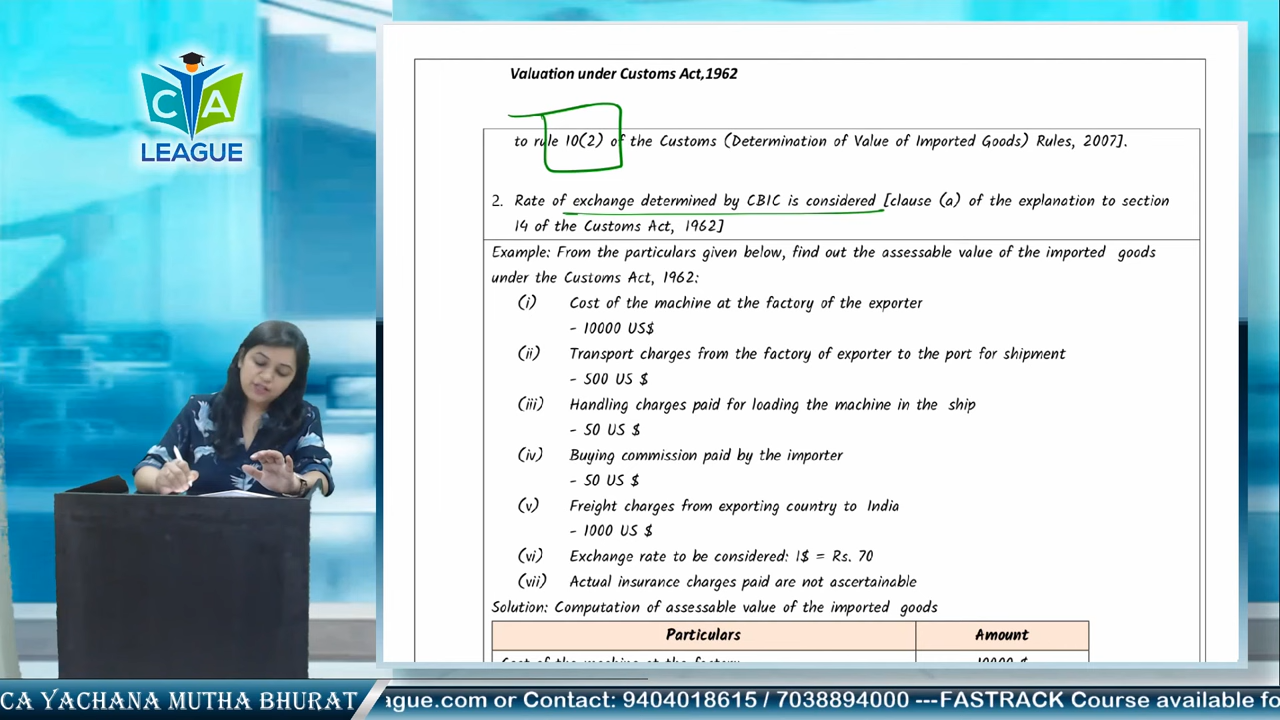 CA
LEAGUE
Valuation under Customs Act,1962
to rule 10(2) of the Customs (Determination of Value of Imported Goods) Rules, 2007].
2. Rate of exchange determined by CBIC is considered [clause (a) of the explanation to section
14 of the Customs Act, 1962]
Example: From the particulars given below, find out the assessable value of the imported goods
under the Customs Act, 1962:
(i) Cost of the machine at the factory of the exporter
- 10000 US$
(ii) Transport charges from the factory of exporter to the port for shipment
- 500 US $
(iii) Handling charges paid for loading the machine in the ship
- 50 US $
(iv) Buying commission paid by the importer
- 50 US $
(v) Freight charges from exporting country to India
- 1000 US $
(vi) Exchange rate to be considered: 1$ = Rs. 70
(vii) Actual insurance charges paid are not ascertainable
Solution: Computation of assessable value of the imported goods
Particulars Amount
Cost of the machine at the factory 10000 $
CA YACHANA MUTHA BHURAT ague.com or Contact: 9404018615 / 7038894000 ---FASTRACK Course available fo